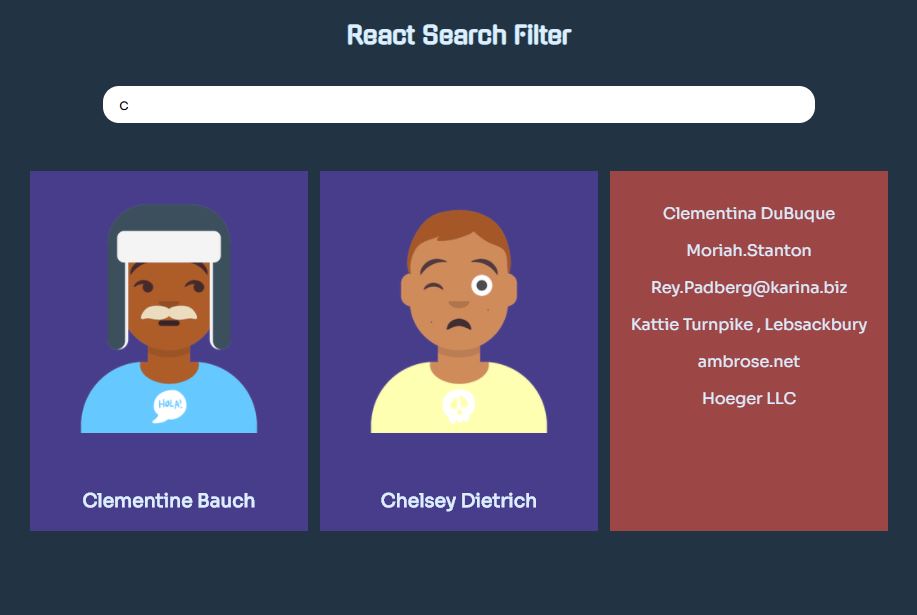 React Search Filter
C
HOLA!
Clementine Bauch
Chelsey Dietrich
Clementina DuBuque
Moriah.Stanton
Rey.Padberg@karina.biz
Kattie Turnpike , Lebsackbury
ambrose.net
Hoeger LLC